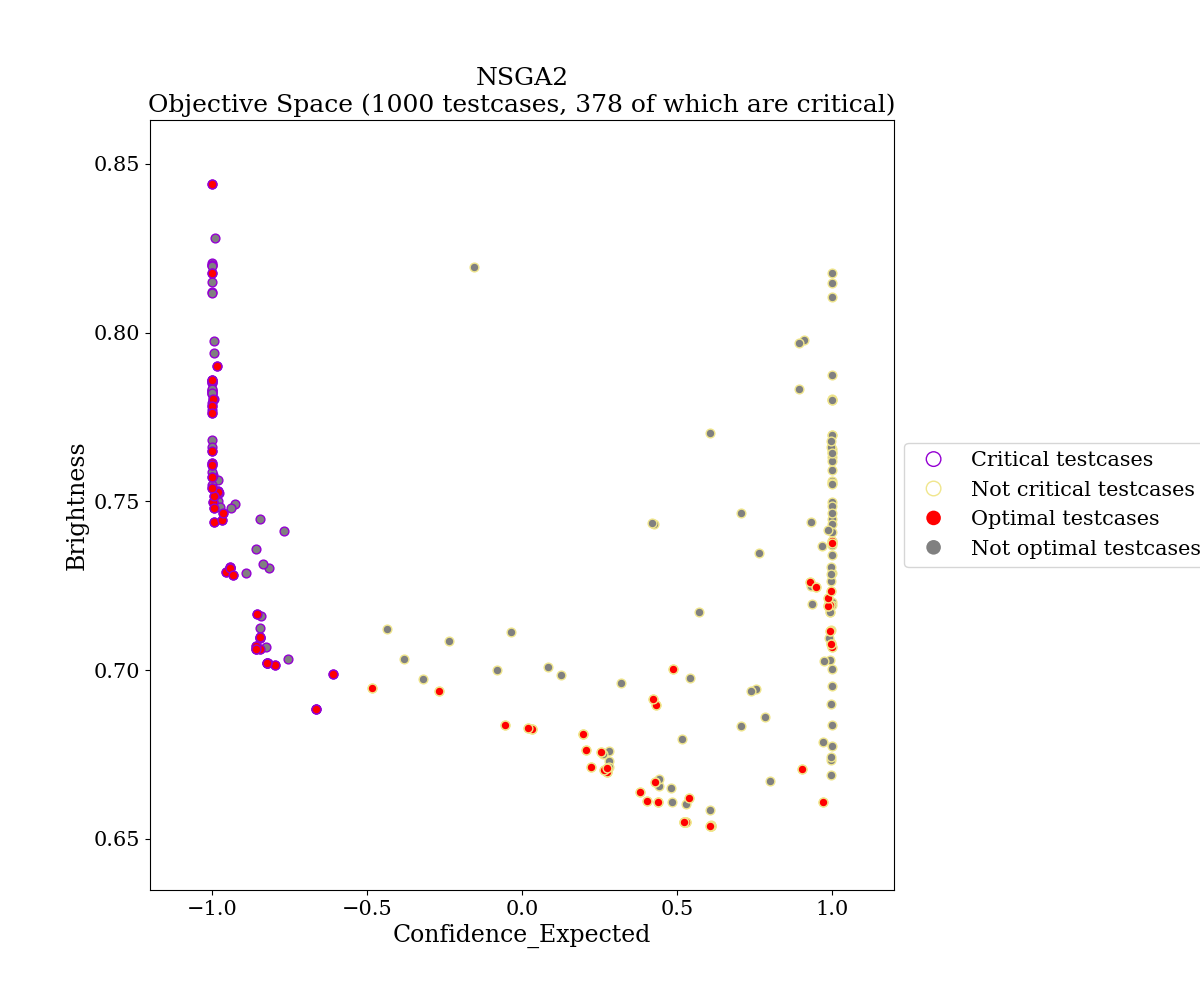 NSGA2
Objective Space (1000 testcases, 378 of which are critical)
0.85
0.80
0.75
0.70
0.65
Brightness
−1.0
−0.5
0.0
0.5
1.0
Confidence_Expected
Critical testcases
Not critical testcases
Optimal testcases
Not optimal testcases